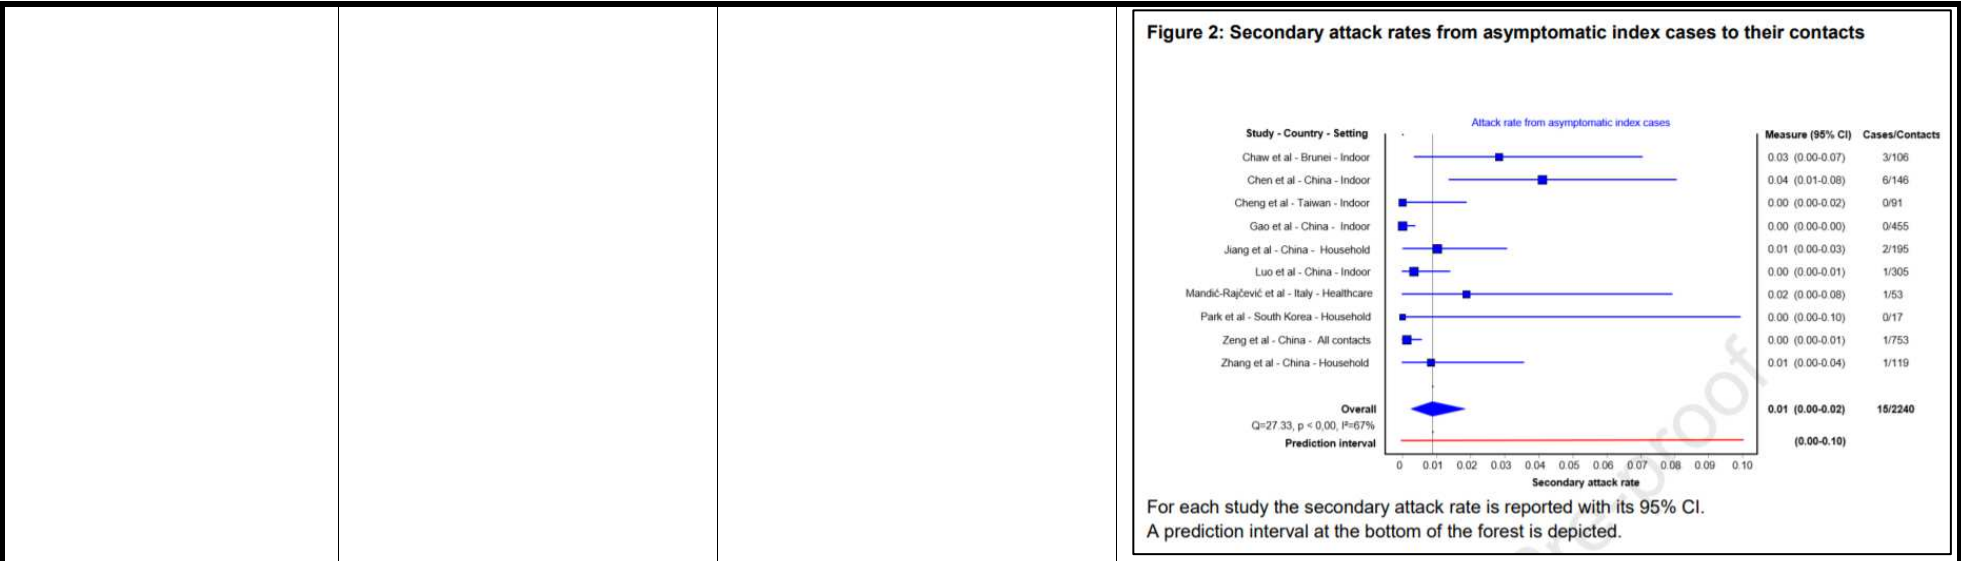 Figure 2: Secondary attack rates from asymptomatic index cases to their contacts
Attack rate from asymptomatic index cases
Study - Country - Setting Measure (95% CI) Cases/Contacts
Chaw et al - Brunei - Indoor 0.03 (0.00-0.07) 3/106
Chen et al - China - Indoor 0.04 (0.01-0.08) 6/146
Cheng et al - Taiwan - Indoor 0.00 (0.00-0.02) 0/91
Gao et al - China - Indoor 0.00 (0.00-0.00) 0/455
Jiang et al - China - Household 0.01 (0.00-0.03) 2/195
Luo et al - China - Indoor 0.00 (0.00-0.01) 1/305
Mandić-Rajčević et al - Italy - Healthcare 0.02 (0.00-0.08) 1/53
Park et al - South Korea - Household 0.00 (0.00-0.10) 0/17
Zeng et al - China - All contacts 0.00 (0.00-0.01) 1/753
Zhang et al - China - Household 0.01 (0.00-0.04) 1/119
Overall 0.01 (0.00-0.02) 15/2240
Q=27.33, p < 0,00, I²=67%
Prediction interval (0.00-0.10)
0 0.01 0.02 0.03 0.04 0.05 0.06 0.07 0.08 0.09 0.10
Secondary attack rate
For each study the secondary attack rate is reported with its 95% CI.
A prediction interval at the bottom of the forest is depicted.
re-proof